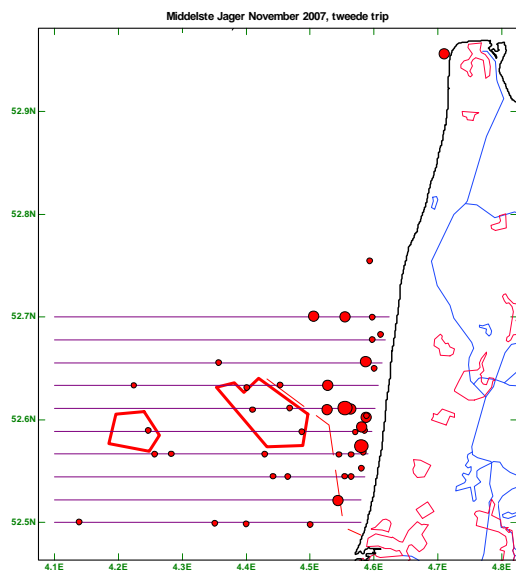 Middelste Jager November 2007, tweede trip
52.9N
52.8N
52.7N
52.6N
52.5N
4.1E 4.2E 4.3E 4.4E 4.5E 4.6E 4.7E 4.8E